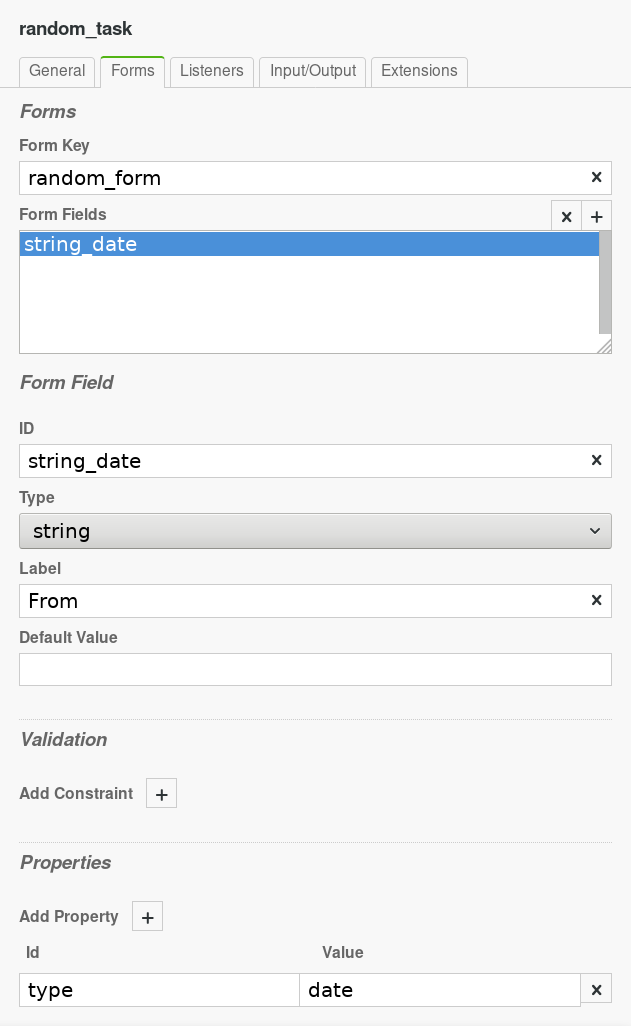 random_task
General Forms Listeners Input/Output Extensions
Forms
Form Key
random_form
Form Fields
string_date
Form Field
ID
string_date
Type
string
Label
From
Default Value
Validation
Add Constraint +
Properties
Add Property +
Id Value
type date